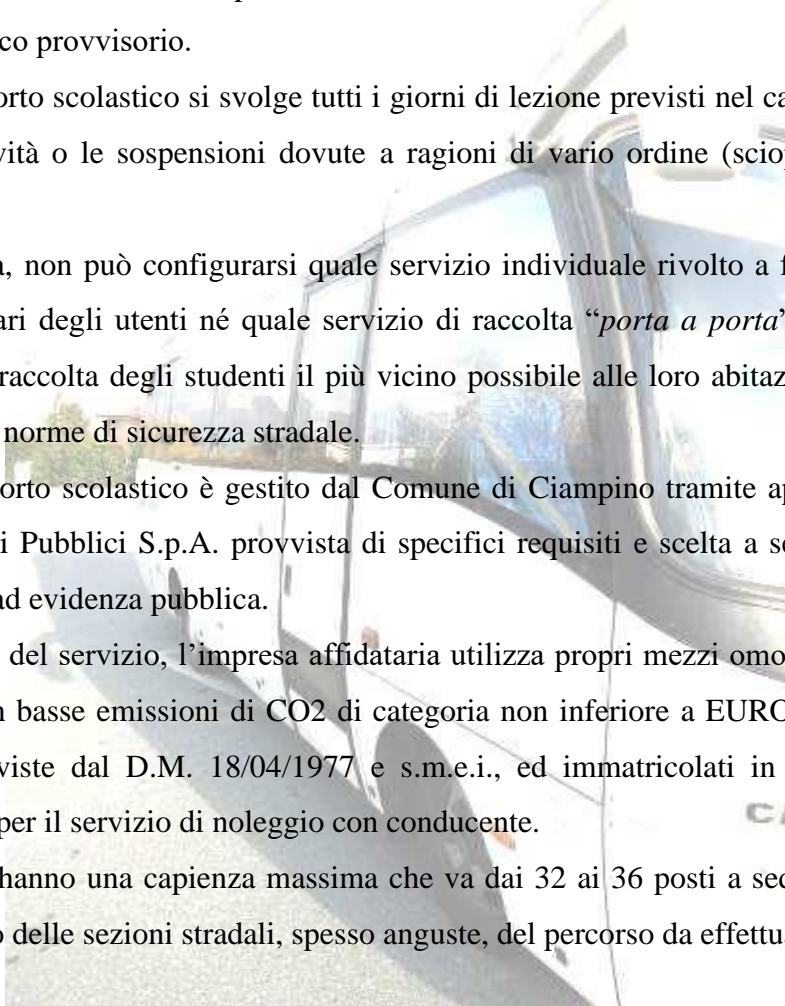 co provvisorio.
orto scolastico si svolge tutti i giorni di lezione previsti nel ca
vità o le sospensioni dovute a ragioni di vario ordine (sciop
a, non può configurarsi quale servizio individuale rivolto a f
ari degli utenti né quale servizio di raccolta “porta a porta”
raccolta degli studenti il più vicino possibile alle loro abitaz
norme di sicurezza stradale.
orto scolastico è gestito dal Comune di Ciampino tramite ap
i Pubblici S.p.A. provvista di specifici requisiti e scelta a se
ad evidenza pubblica.
del servizio, l’impresa affidataria utilizza propri mezzi omo
n basse emissioni di CO2 di categoria non inferiore a EURO
viste dal D.M. 18/04/1977 e s.m.e.i., ed immatricolati in
per il servizio di noleggio con conducente.
CA
hanno una capienza massima che va dai 32 ai 36 posti a sed
o delle sezioni stradali, spesso anguste, del percorso da effettua